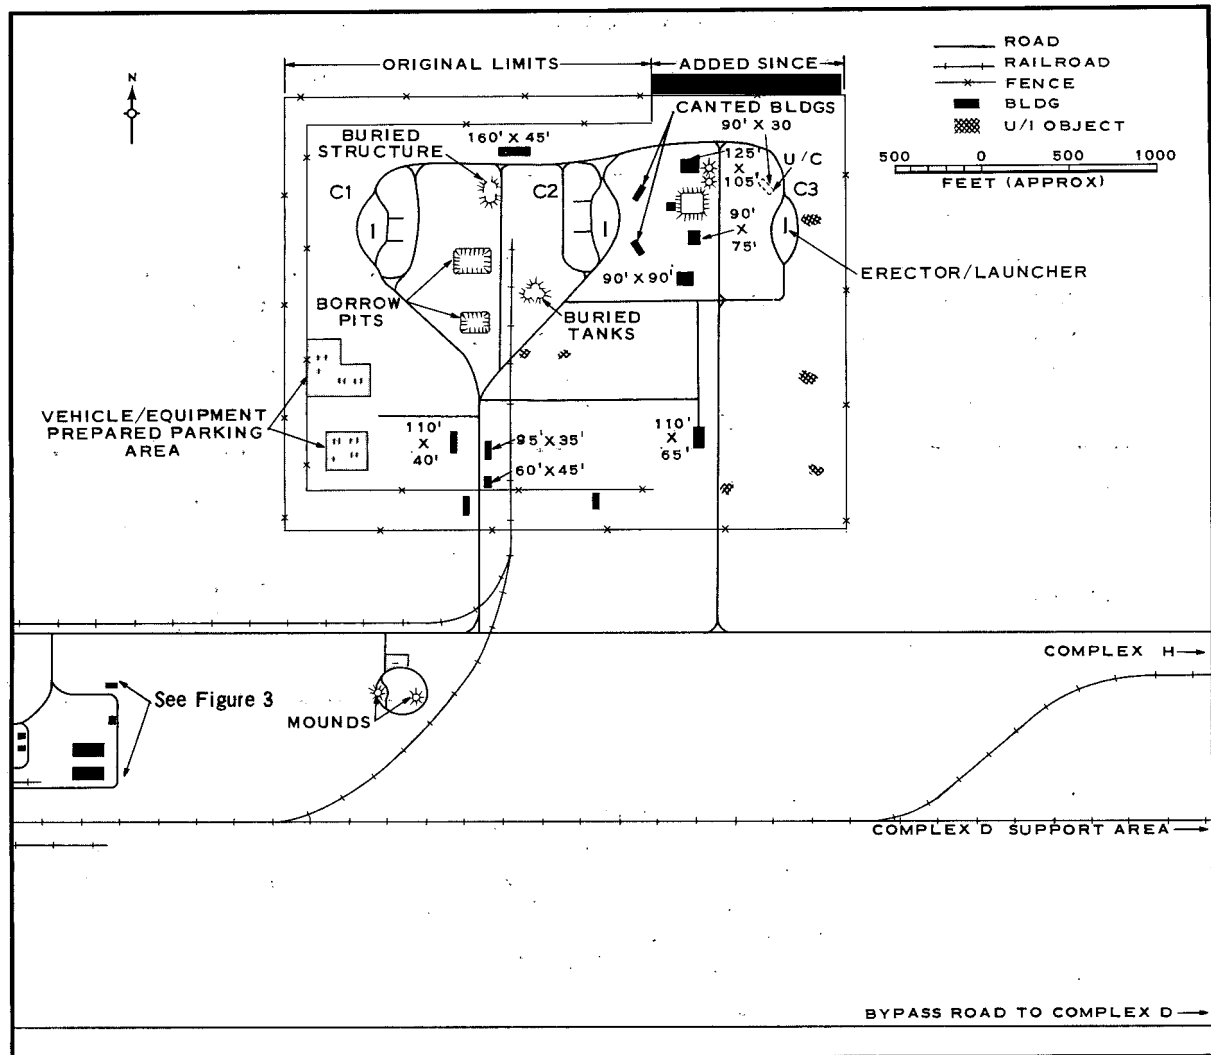 ORIGINAL LIMITS
ADDED SINCE
ROAD
RAILROAD
FENCE
BLDG
U/I OBJECT
500 0 500 1000
FEET (APPROX)
N
CANTED BLDGS
90' X 30
160' X 45'
BURIED
STRUCTURE
125'
X
105'
U/C
C1
C2
C3
90'
X
75'
ERECTOR/LAUNCHER
90' X 90'
BORROW
PITS
BURIED
TANKS
VEHICLE/EQUIPMENT
PREPARED PARKING
AREA
110'
X
40'
95' X 35'
60' X 45'
110'
X
65'
COMPLEX H
See Figure 3
MOUNDS
COMPLEX D SUPPORT AREA
BYPASS ROAD TO COMPLEX D